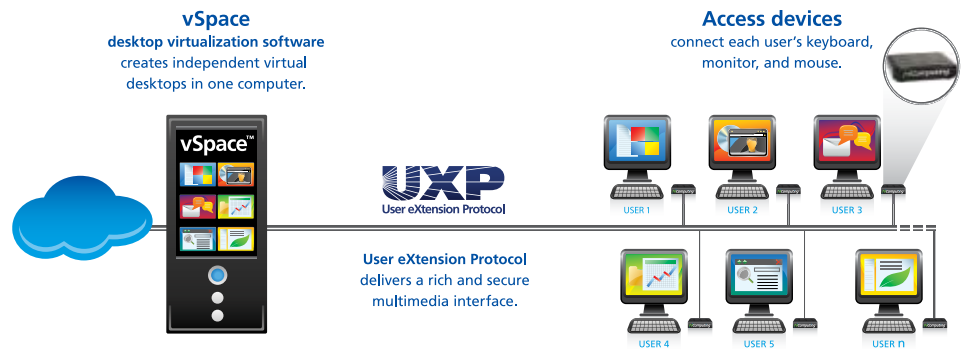 vSpace
desktop virtualization software
creates independent virtual
desktops in one computer.
Access devices
connect each user's keyboard,
monitor, and mouse.
vSpace™
UXP
User eXtension Protocol
User eXtension Protocol
delivers a rich and secure
multimedia interface.
USER 1
USER 2
USER 3
USER 4
USER 5
USER n